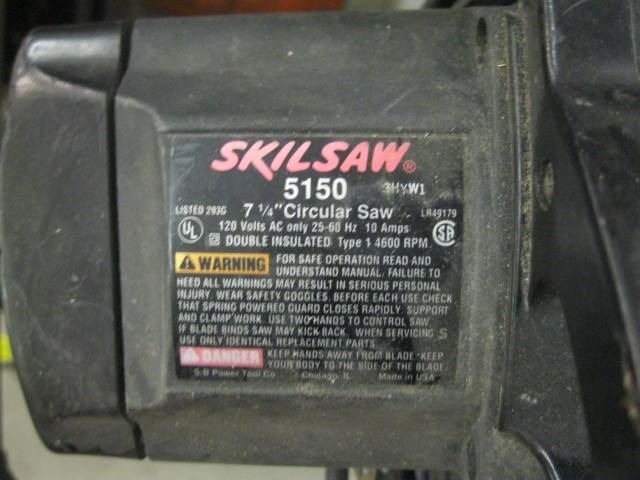 SKILSAW®
5150 3HXW1
LISTED 293G 7 1/4" Circular Saw LR49179
UL 120 Volts AC only 25-60 Hz 10 Amps
DOUBLE INSULATED Type 1 4600 RPM SA
WARNING FOR SAFE OPERATION READ AND
UNDERSTAND MANUAL. FAILURE TO
HEED ALL WARNINGS MAY RESULT IN SERIOUS PERSONAL
INJURY. WEAR SAFETY GOGGLES. BEFORE EACH USE CHECK
THAT SPRING POWERED GUARD CLOSES RAPIDLY. SUPPORT
AND CLAMP WORK. USE TWO HANDS TO CONTROL SAW.
IF BLADE BINDS SAW MAY KICK BACK. WHEN SERVICING S
USE ONLY IDENTICAL REPLACEMENT PARTS.
DANGER KEEP HANDS AWAY FROM BLADE. KEEP
YOUR BODY TO THE SIDE OF THE BLADE.
S-B Power Tool Co. Chicago, IL Made in USA